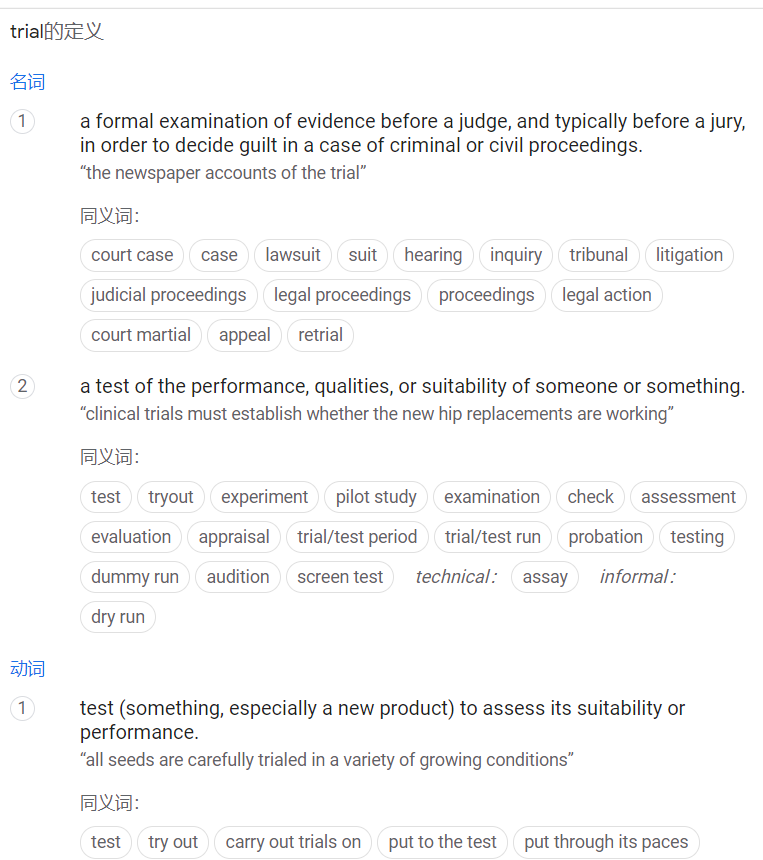 trial的定义
名词
1 a formal examination of evidence before a judge, and typically before a jury,
in order to decide guilt in a case of criminal or civil proceedings.
“the newspaper accounts of the trial”
同义词：
court case case lawsuit suit hearing inquiry tribunal litigation
judicial proceedings legal proceedings proceedings legal action
court martial appeal retrial
2 a test of the performance, qualities, or suitability of someone or something.
“clinical trials must establish whether the new hip replacements are working”
同义词：
test tryout experiment pilot study examination check assessment
evaluation appraisal trial/test period trial/test run probation testing
dummy run audition screen test technical： assay informal：
dry run
动词
1 test (something, especially a new product) to assess its suitability or
performance.
“all seeds are carefully trialed in a variety of growing conditions”
同义词：
test try out carry out trials on put to the test put through its paces